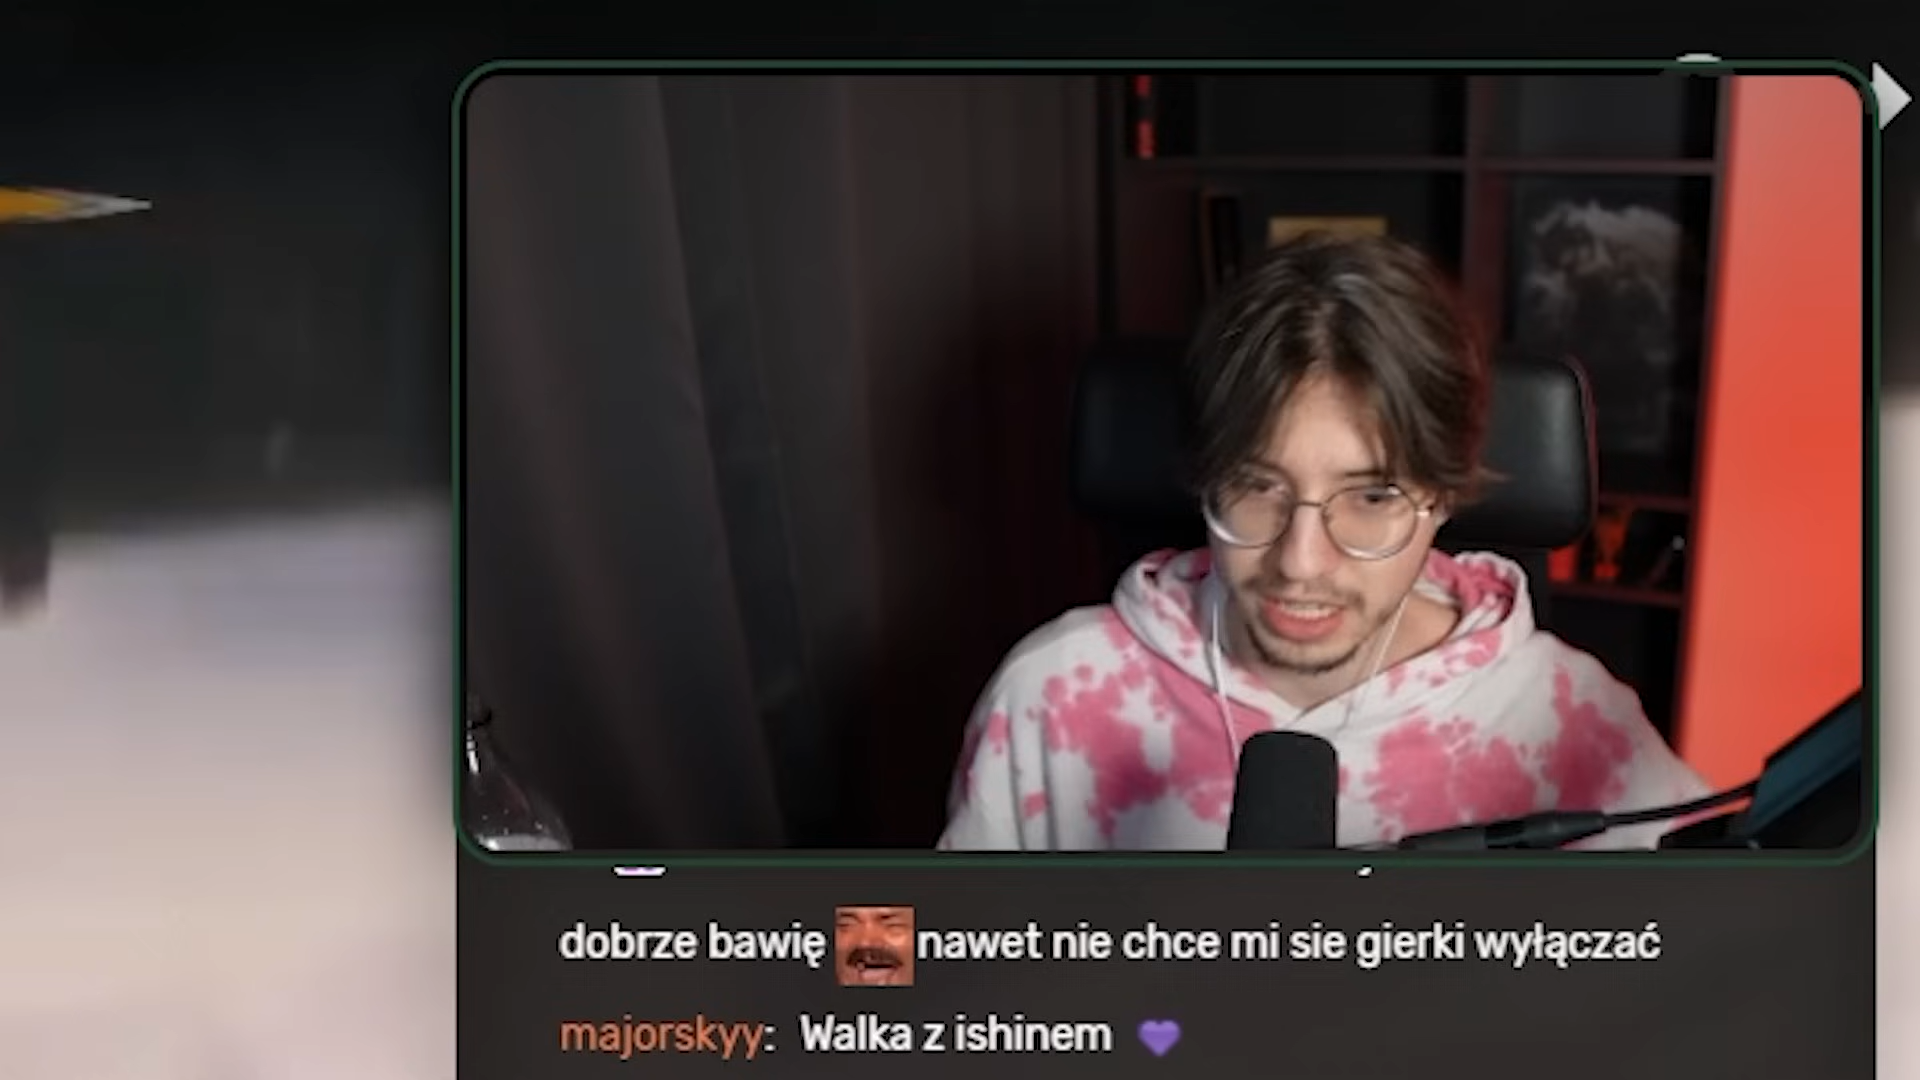 dobrze bawię nawet nie chce mi sie gierki wyłączać
majorskyy: Walka z ishinem